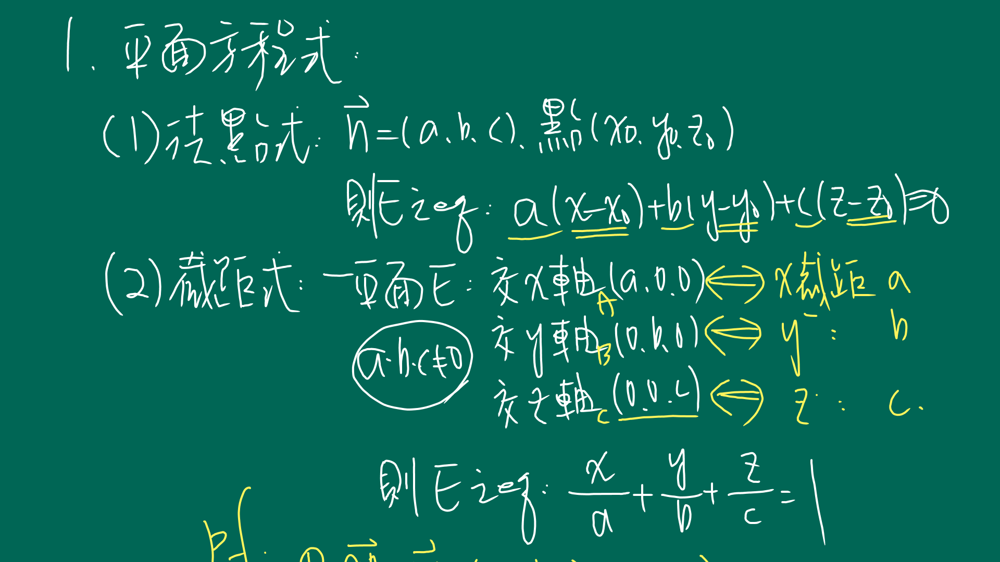 1. 平面方程式:
(1) 法點式: n⃗=(a.b.c). 點(x₀.y₀.z₀)
則E之eq: a(x-x₀)+b(y-y₀)+c(z-z₀)=0
(2) 截距式: 一平面E: 交x軸A(a.0.0)⟺x截距 a
交y軸B(0.b.0)⟺y〃: b
a.b.c≠0
交z軸C(0.0.c)⟺z〃: c.
則E之eq: x/a+y/b+z/c=1
pf: